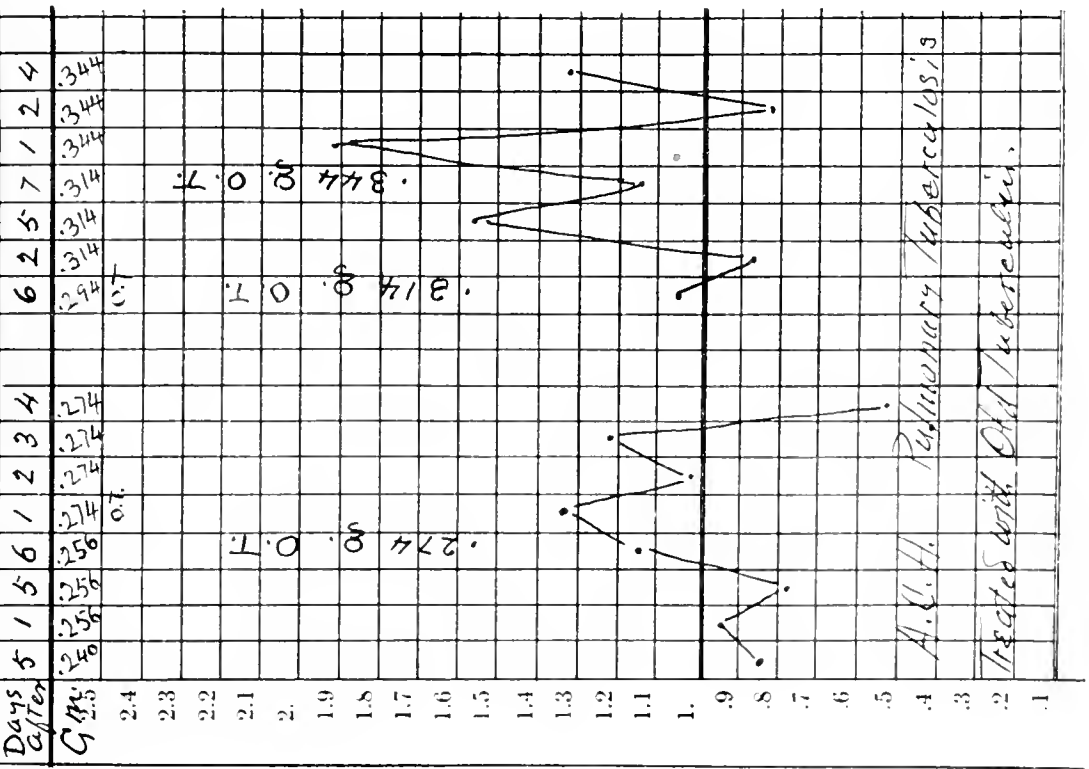 Days after 5 1 5 6 1 2 3 4 6 2 5 7 1 2 4
Gm .240 .256 .256 .256 .274 .274 .274 .274 .294 .314 .314 .314 .344 .344 .344
2.5
O.T.
O.T.
2.4
2.3
2.2
2.1
2.
1.9
1.8
1.7
1.6
1.5
1.4
1.3
1.2
1.1
1.
.9
.8
.7
.6
.5
.4
.3
.2
.1
.274 g. O.T.
.314 g. O.T.
.344 g. O.T.
Pulmonary Tuberculosis
Treated with Old Tuberculin.